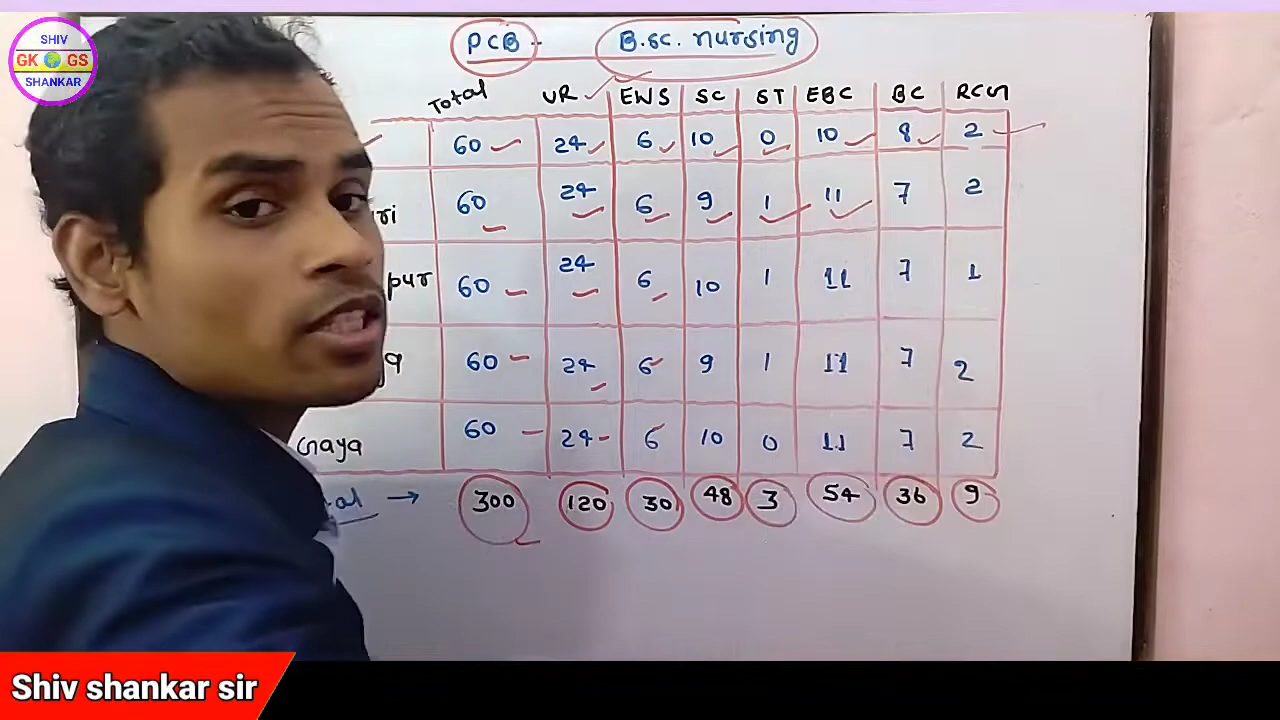 SHIV
GK GS
SHANKAR
PCB B.Sc. nursing
Total UR EWS SC ST EBC BC RCG
60 24 6 10 0 10 8 2
ri 60 24 6 9 1 11 7 2
pur 60 24 6 10 1 11 7 1
60 24 6 9 1 11 7 2
Gaya 60 24 6 10 0 11 7 2
tal → 300 120 30 48 3 54 36 9
Shiv shankar sir